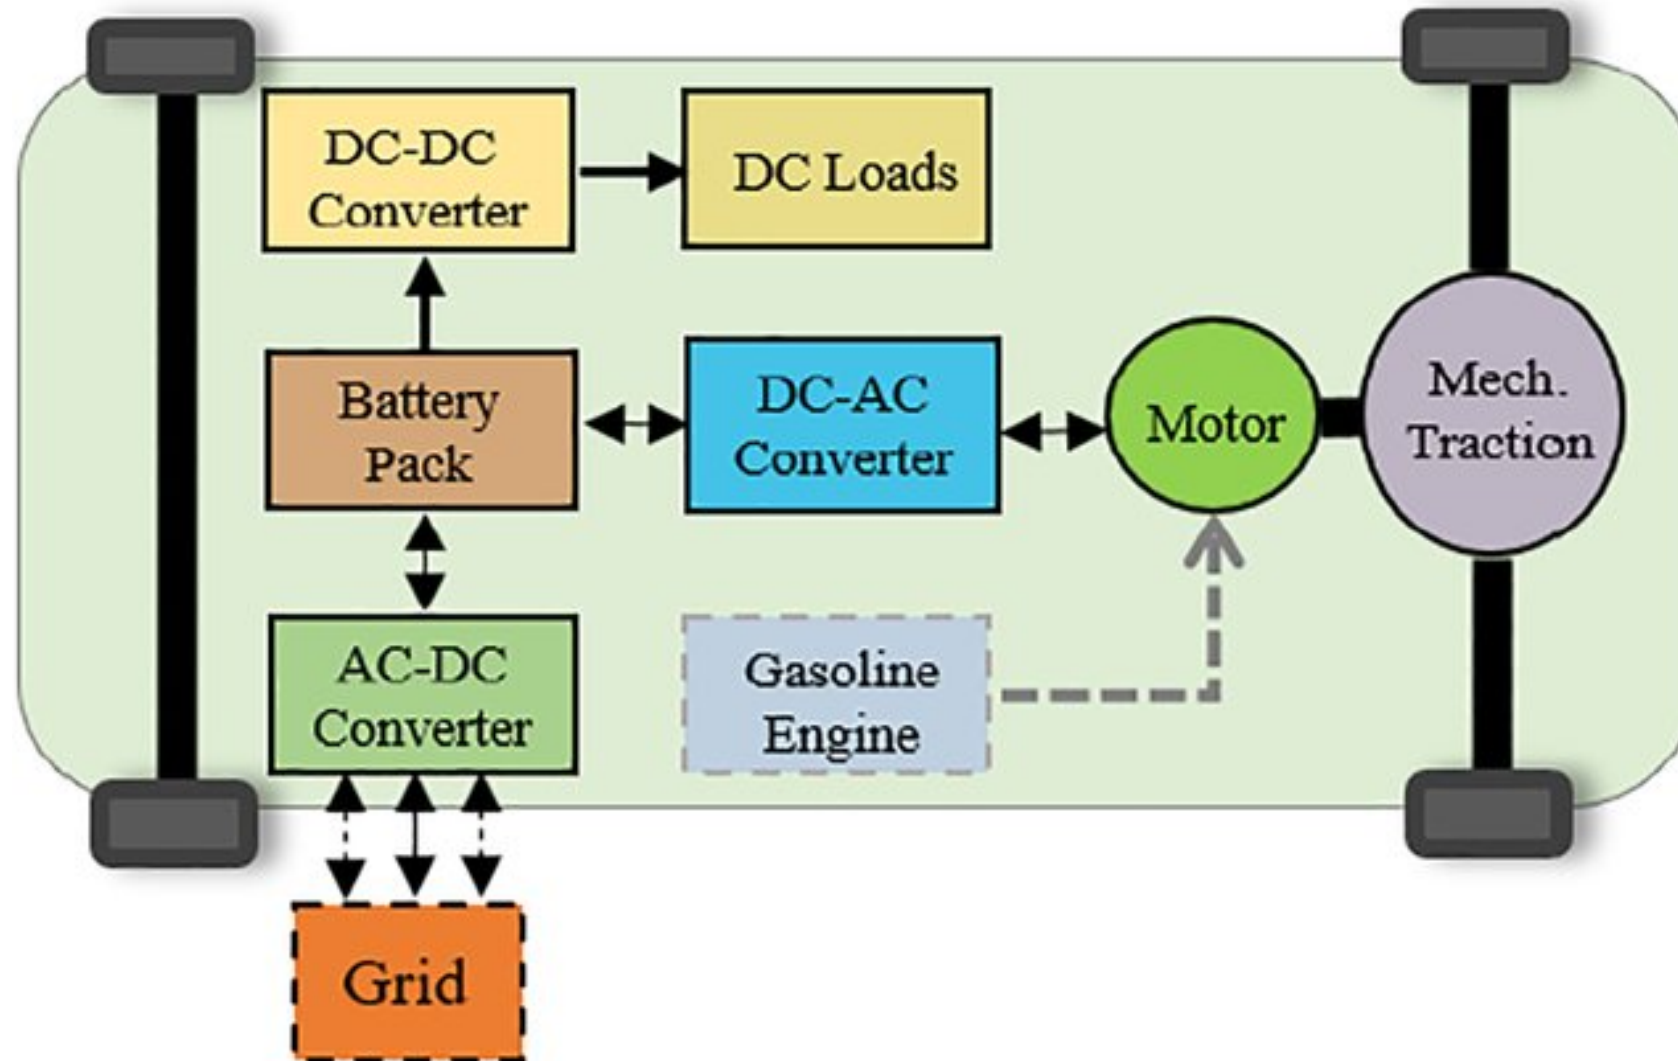 DC-DC
Converter
DC Loads
Battery
Pack
DC-AC
Converter
Motor
Mech.
Traction
AC-DC
Converter
Gasoline
Engine
Grid